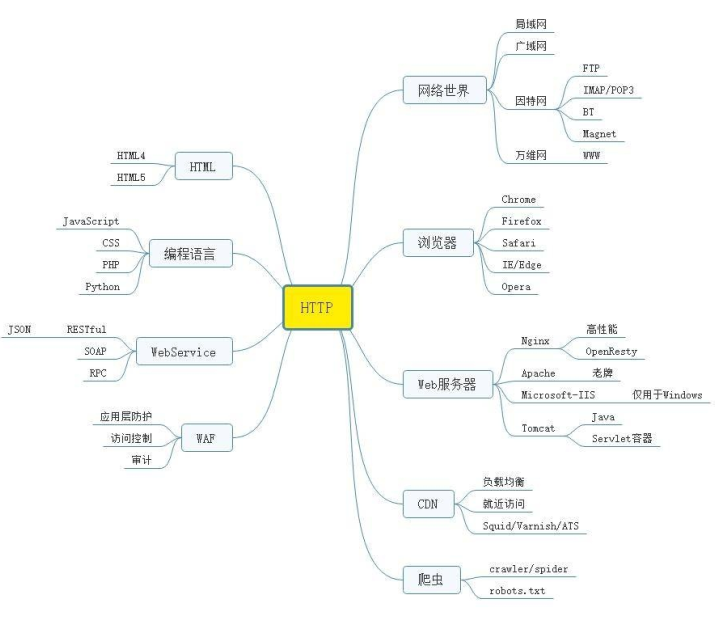 HTTP
网络世界
局域网
广域网
因特网
FTP
IMAP/POP3
BT
Magnet
万维网
WWW
浏览器
Chrome
Firefox
Safari
IE/Edge
Opera
Web服务器
Nginx
高性能
OpenResty
Apache
老牌
Microsoft-IIS
仅用于Windows
Tomcat
Java
Servlet容器
CDN
负载均衡
就近访问
Squid/Varnish/ATS
爬虫
crawler/spider
robots.txt
HTML
HTML4
HTML5
编程语言
JavaScript
CSS
PHP
Python
WebService
RESTful
JSON
SOAP
RPC
WAF
应用层防护
访问控制
审计